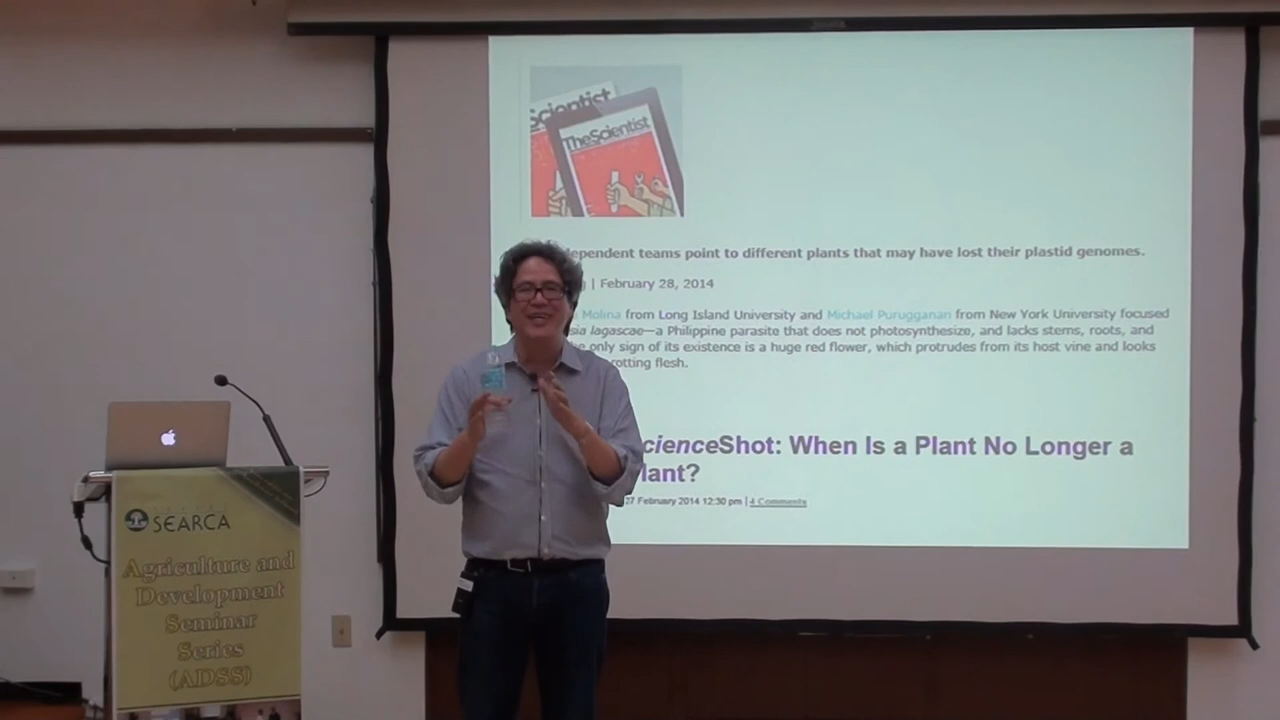 Scientist
TheScientist
ependent teams point to different plants that may have lost their plastid genomes.
| February 28, 2014
Molina from Long Island University and Michael Purugganan from New York University focused
sia lagascae—a Philippine parasite that does not photosynthesize, and lacks stems, roots, and
e only sign of its existence is a huge red flower, which protrudes from its host vine and looks
rotting flesh.
cienceShot: When Is a Plant No Longer a
lant?
27 February 2014 12:30 pm | 4 Comments
SEARCA
Agriculture and
Development
Seminar
Series
(ADSS)